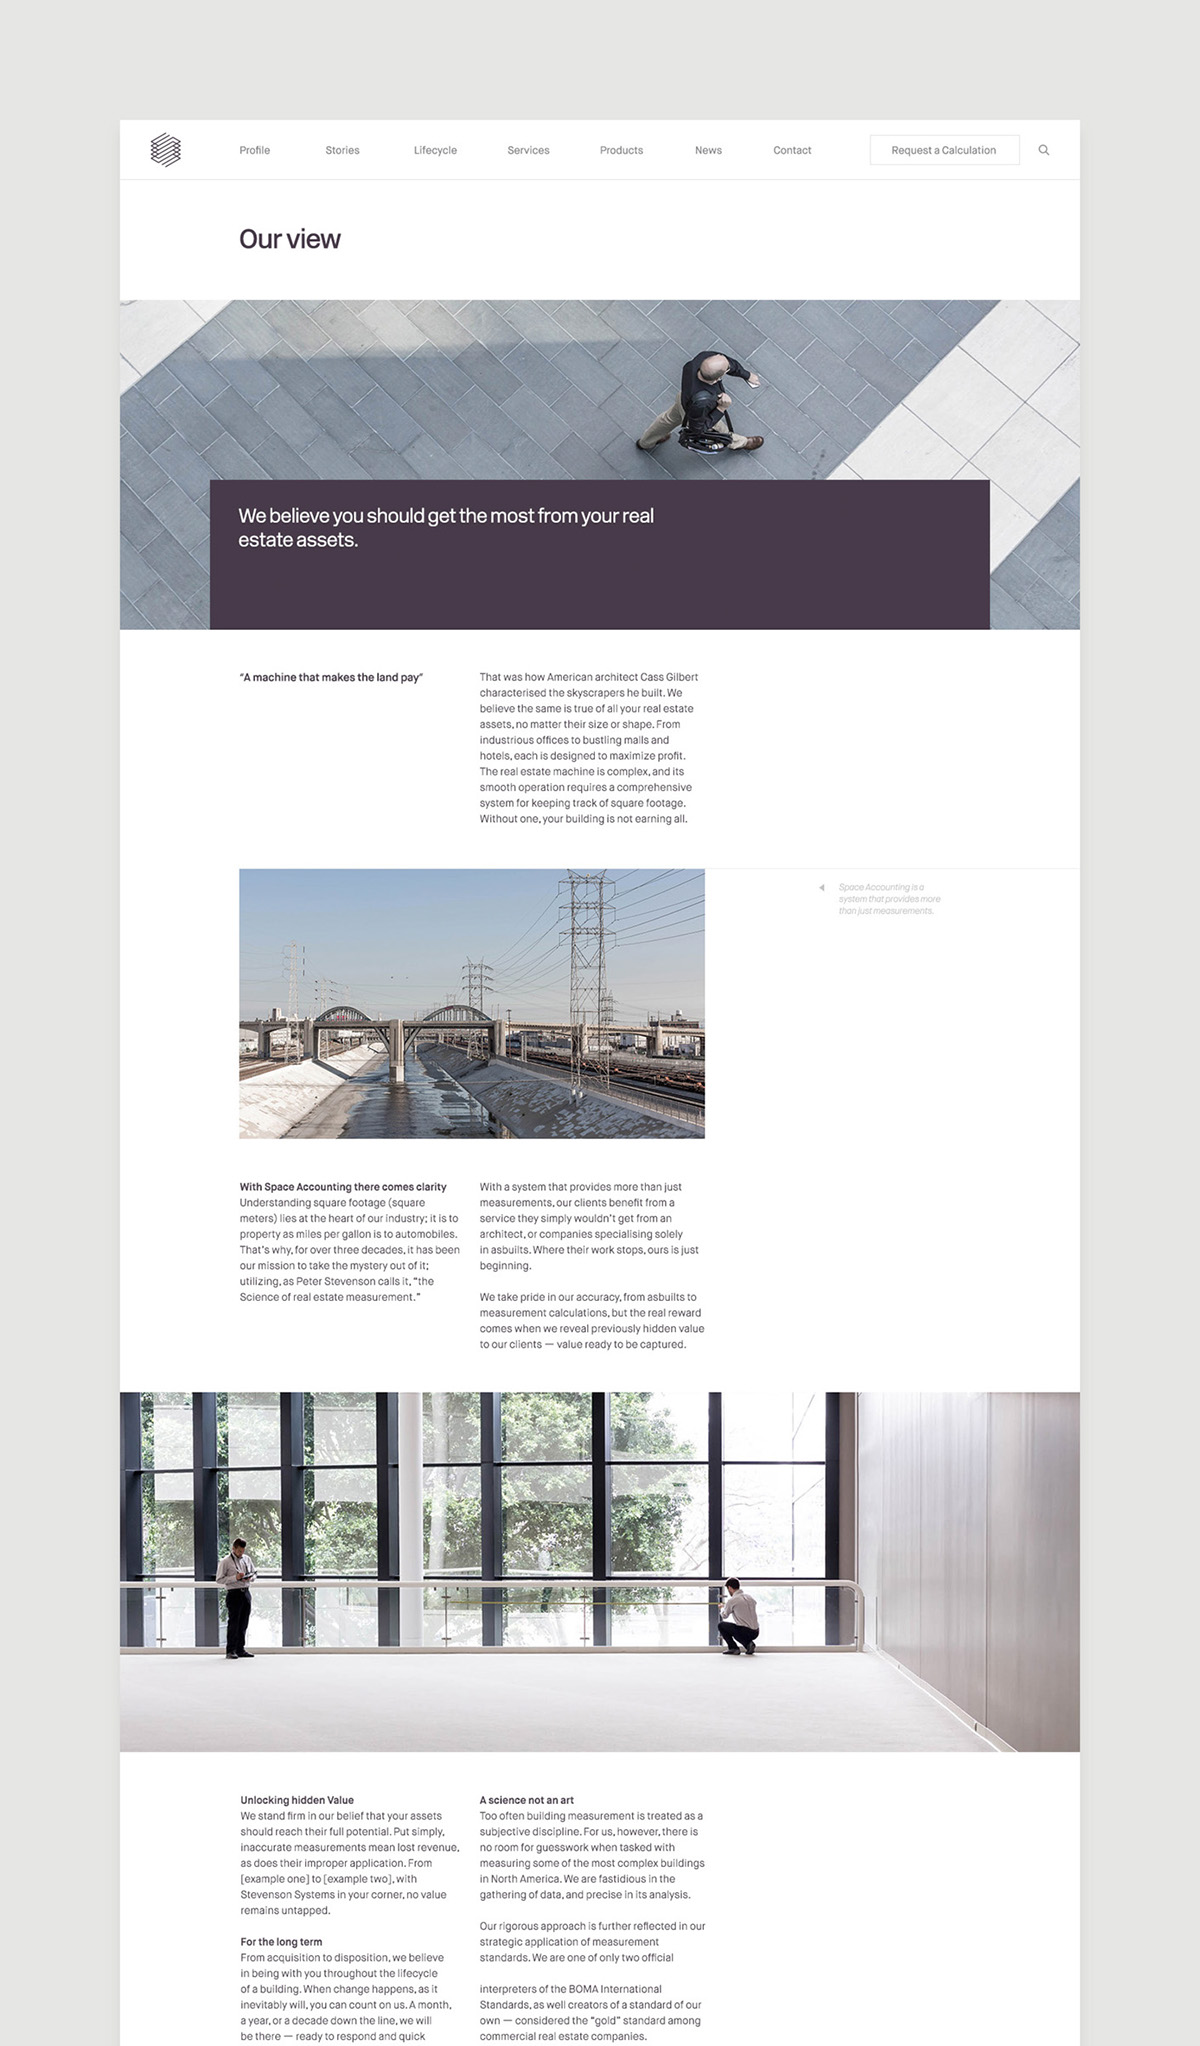 Profile
Stories
Lifecycle
Services
Products
News
Contact
Request a Calculation
Our view
We believe you should get the most from your real
estate assets.
“A machine that makes the land pay”
That was how American architect Cass Gilbert
characterised the skyscrapers he built. We
believe the same is true of all your real estate
assets, no matter their size or shape. From
industrious offices to bustling malls and
hotels, each is designed to maximize profit.
The real estate machine is complex, and its
smooth operation requires a comprehensive
system for keeping track of square footage.
Without one, your building is not earning all.
Space Accounting is a
system that provides more
than just measurements.
With Space Accounting there comes clarity
Understanding square footage (square
meters) lies at the heart of our industry; it is to
property as miles per gallon is to automobiles.
That’s why, for over three decades, it has been
our mission to take the mystery out of it;
utilizing, as Peter Stevenson calls it, “the
Science of real estate measurement.”
With a system that provides more than just
measurements, our clients benefit from a
service they simply wouldn’t get from an
architect, or companies specialising solely
in asbuilts. Where their work stops, ours is just
beginning.
We take pride in our accuracy, from asbuilts to
measurement calculations, but the real reward
comes when we reveal previously hidden value
to our clients — value ready to be captured.
Unlocking hidden Value
We stand firm in our belief that your assets
should reach their full potential. Put simply,
inaccurate measurements mean lost revenue,
as does their improper application. From
[example one] to [example two], with
Stevenson Systems in your corner, no value
remains untapped.
For the long term
From acquisition to disposition, we believe
in being with you throughout the lifecycle
of a building. When change happens, as it
inevitably will, you can count on us. A month,
a year, or a decade down the line, we will
be there — ready to respond and quick
A science not an art
Too often building measurement is treated as a
subjective discipline. For us, however, there is
no room for guesswork when tasked with
measuring some of the most complex buildings
in North America. We are fastidious in the
gathering of data, and precise in its analysis.
Our rigorous approach is further reflected in our
strategic application of measurement
standards. We are one of only two official
interpreters of the BOMA International
Standards, as well creators of a standard of our
own — considered the “gold” standard among
commercial real estate companies.